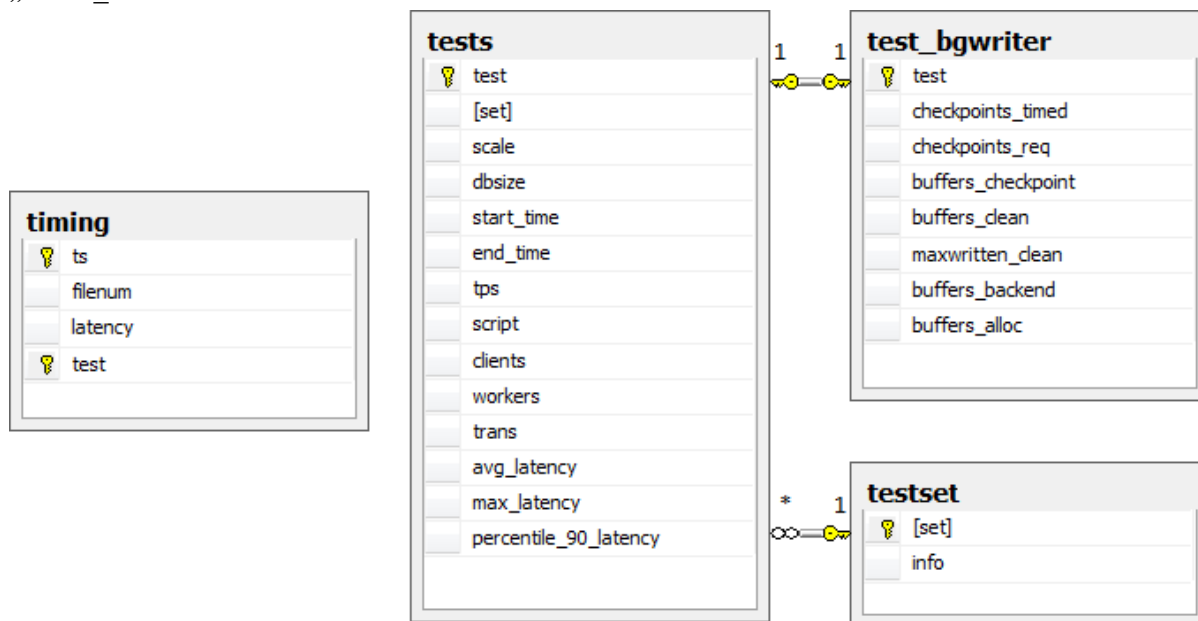 timing
ts
filenum
latency
test
tests
test
[set]
scale
dbsize
start_time
end_time
tps
script
clients
workers
trans
avg_latency
max_latency
percentile_90_latency
1 1
* 1
test_bgwriter
test
checkpoints_timed
checkpoints_req
buffers_checkpoint
buffers_clean
maxwritten_clean
buffers_backend
buffers_alloc
testset
[set]
info